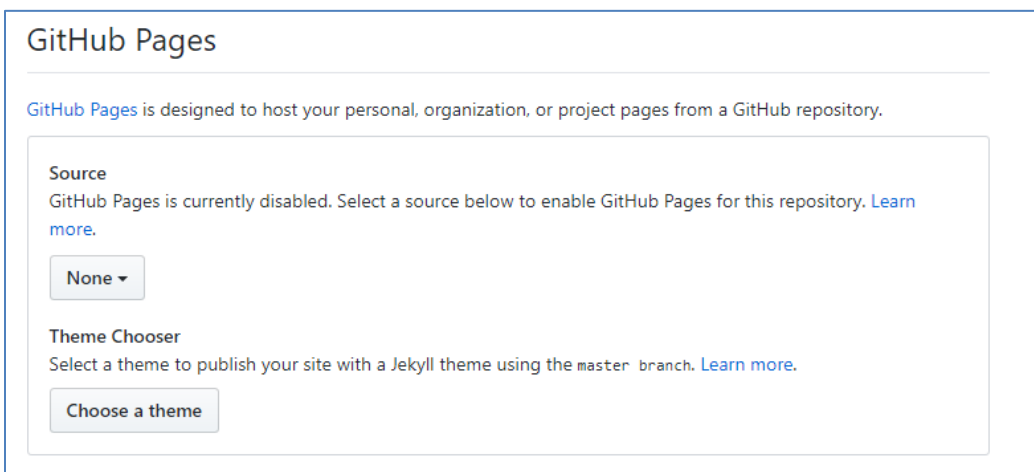 GitHub Pages
GitHub Pages is designed to host your personal, organization, or project pages from a GitHub repository.
Source
GitHub Pages is currently disabled. Select a source below to enable GitHub Pages for this repository. Learn
more.
None
Theme Chooser
Select a theme to publish your site with a Jekyll theme using the master branch. Learn more.
Choose a theme